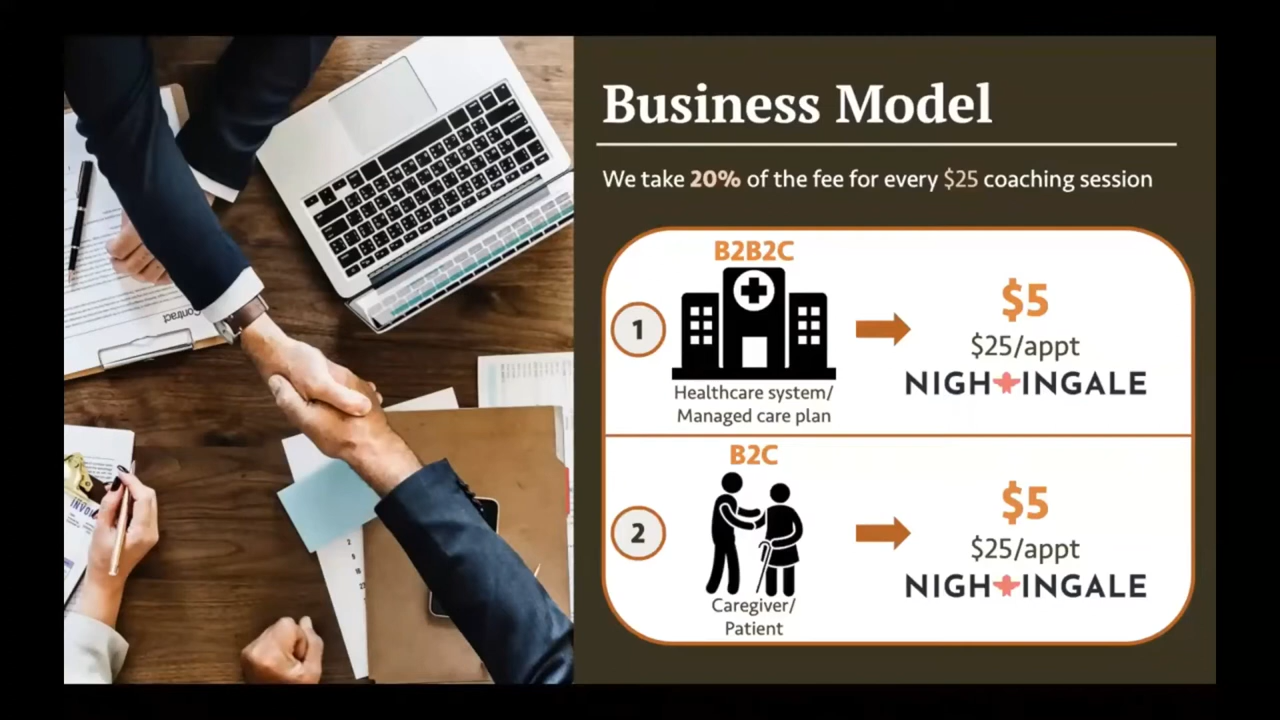 Business Model
We take 20% of the fee for every $25 coaching session
B2B2C
1
Healthcare system/
Managed care plan
$5
$25/appt
NIGHTINGALE
B2C
2
Caregiver/
Patient
$5
$25/appt
NIGHTINGALE
Contract